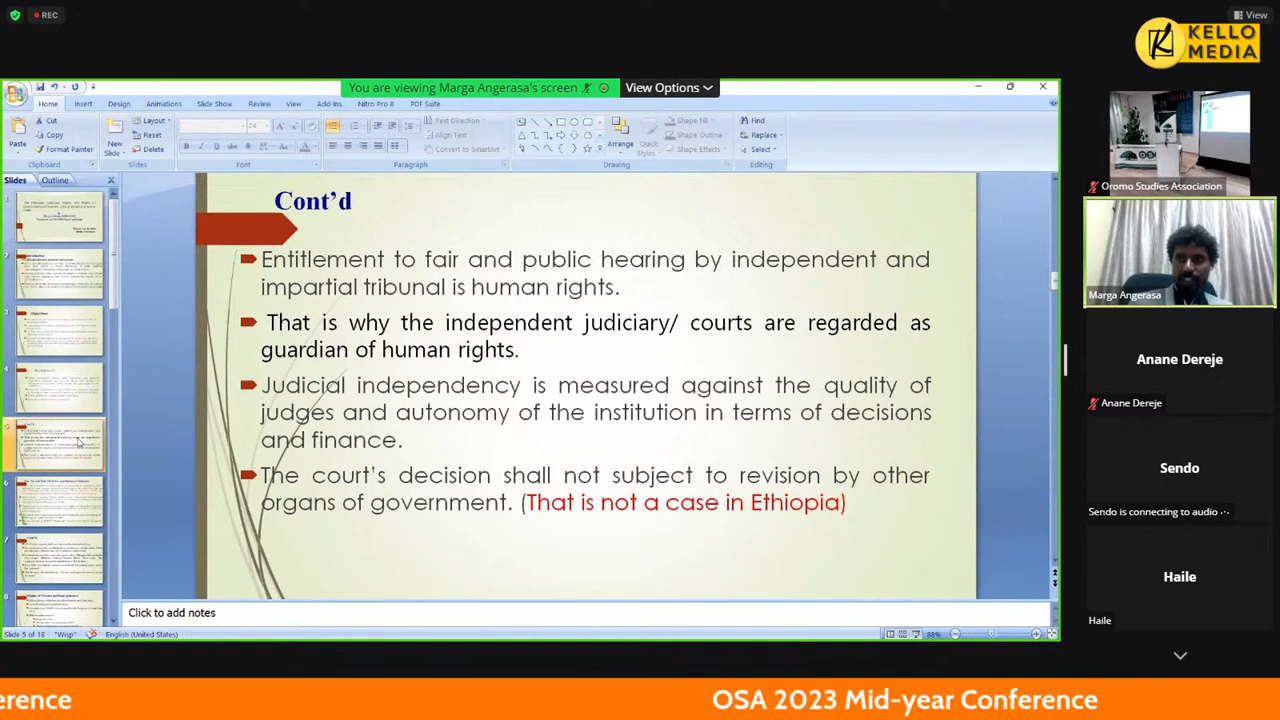 REC
View
KELLO
MEDIA
You are viewing Marga Angerasa's screen
View Options
Home
Insert
Design
Animations
Slide Show
Review
View
Add-Ins
Nitro Pro 8
PDF Suite
Paste
Cut
Copy
Format Painter
Clipboard
New
Slide
Layout
Reset
Delete
Slides
Font
Text Direction
Align Text
Convert to SmartArt
Paragraph
Arrange
Quick
Styles
Shape Fill
Shape Outline
Shape Effects
Drawing
Find
Replace
Select
Editing
Slides
Outline
Cont'd
Entitlement to fair and public hearing by independent and
impartial tribunal is human rights.
That is why the independent judiciary/ courts are regarded as
guardian of human rights.
Judicial independency is measured against the quality of
judges and autonomy of the institution in terms of decisions
and finance.
The court's decision shall not subject to revision by other
organs of government. (That is not a case in Ethiopia)
Click to add notes
Slide 5 of 18
"Wisp"
English (United States)
88%
Oromo Studies Association
Marga Angerasa
Anane Dereje
Anane Dereje
Sendo
Sendo is connecting to audio ···
Haile
Haile
erence
OSA 2023 Mid-year Conference